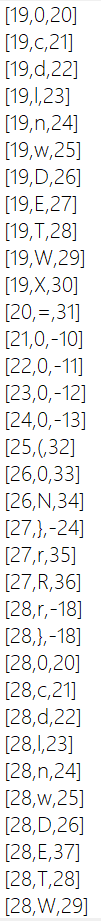 [19,0,20]
[19,c,21]
[19,d,22]
[19,l,23]
[19,n,24]
[19,w,25]
[19,D,26]
[19,E,27]
[19,T,28]
[19,W,29]
[19,X,30]
[20,=,31]
[21,0,-10]
[22,0,-11]
[23,0,-12]
[24,0,-13]
[25,(,32]
[26,0,33]
[26,N,34]
[27,},-24]
[27,r,35]
[27,R,36]
[28,r,-18]
[28,},-18]
[28,0,20]
[28,c,21]
[28,d,22]
[28,l,23]
[28,n,24]
[28,w,25]
[28,D,26]
[28,E,37]
[28,T,28]
[28,W,29]